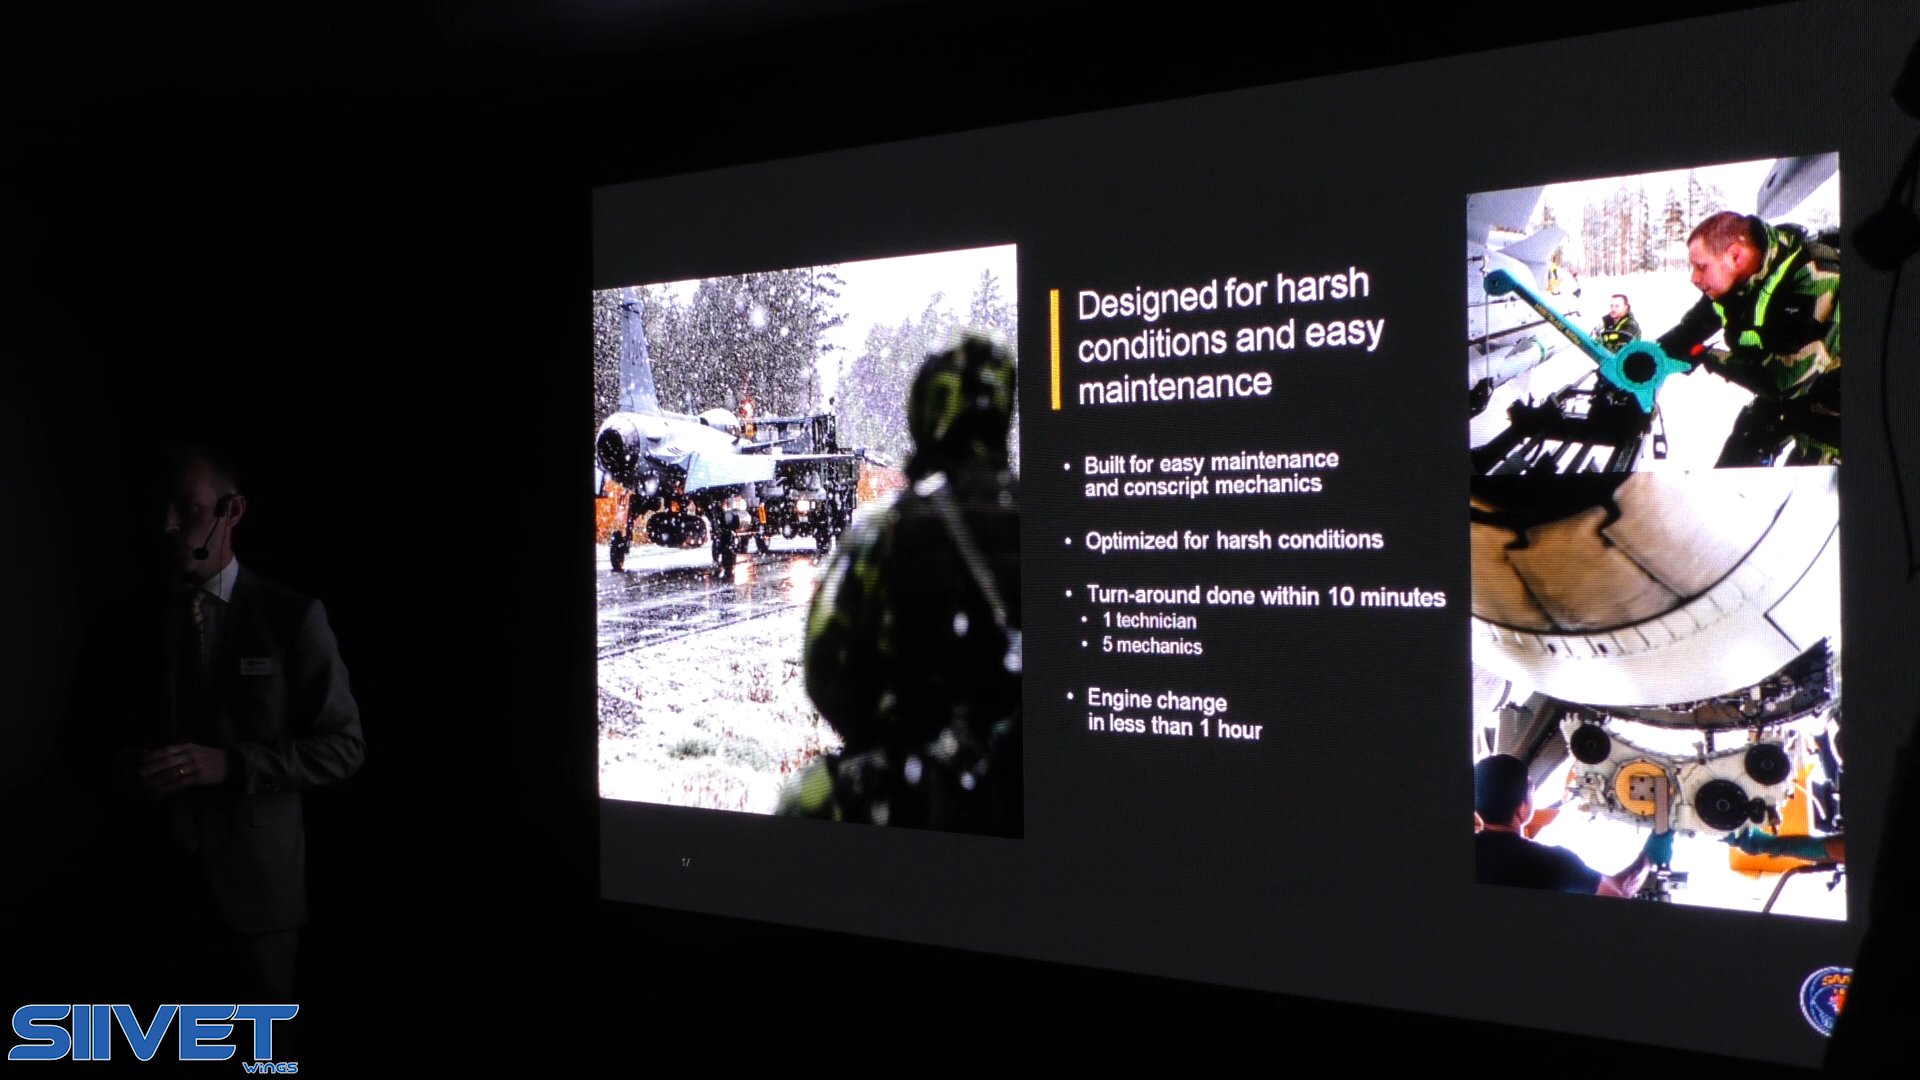 Designed for harsh
conditions and easy
maintenance
• Built for easy maintenance
and conscript mechanics
• Optimized for harsh conditions
• Turn-around done within 10 minutes
• 1 technician
• 5 mechanics
• Engine change
in less than 1 hour
17
SIIVET
WINGS